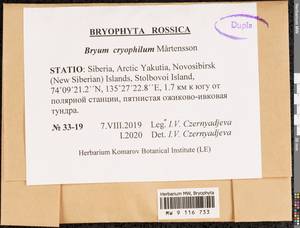 BRYOPHYTA ROSSICA
Dupla
Bryum cryophilum Mårtensson
STATIO: Siberia, Arctic Yakutia, Novosibirsk
(New Siberian) Islands, Stolbovoi Island,
74°09'21.2''N, 135°27'22.8''E, 1.7 км к югу от
полярной станции, пятнистая ожиково-ивковая
тундра.
№ 33-19 7.VIII.2019 Leg. I.V. Czernyadjeva
I.2020 Det. I.V. Czernyadjeva
Herbarium Komarov Botanical Institute (LE)
Herbarium MW, Bryophyta
MW 9 116 733